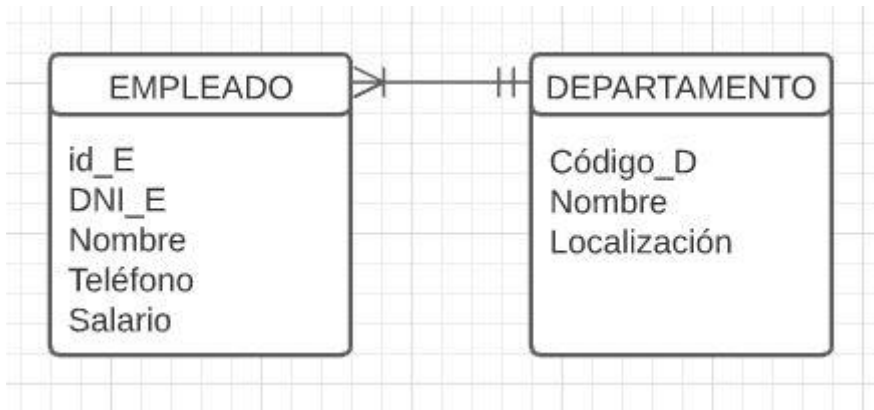 EMPLEADO
id_E
DNI_E
Nombre
Teléfono
Salario
DEPARTAMENTO
Código_D
Nombre
Localización